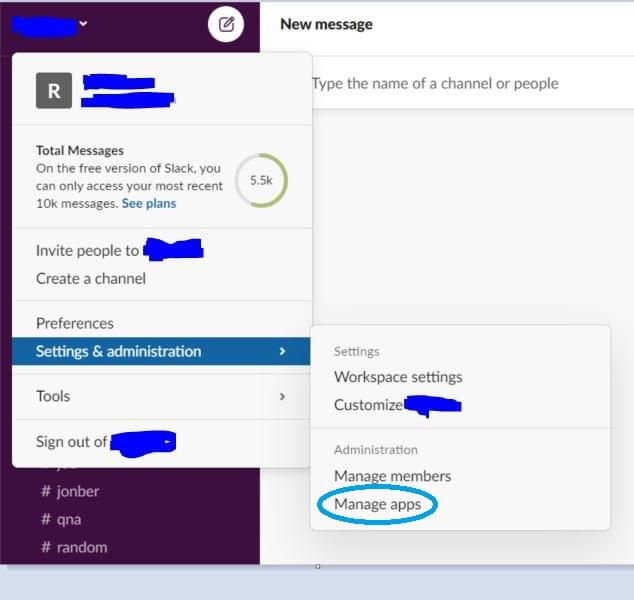 New message
R
Type the name of a channel or people
Total Messages
On the free version of Slack, you
can only access your most recent
10k messages. See plans
5.5k
Invite people to
Create a channel
Preferences
Settings & administration
Tools
Sign out of
Settings
Workspace settings
Customize
Administration
Manage members
Manage apps
# jonber
# qna
# random